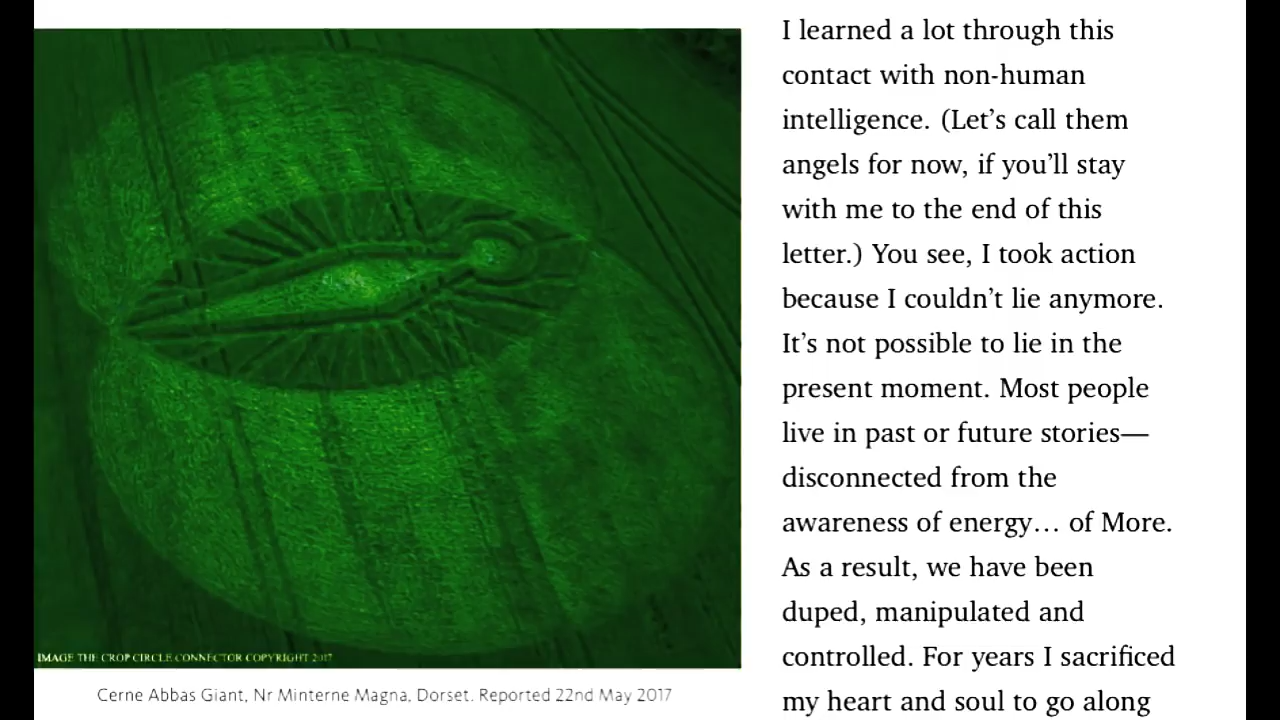 I learned a lot through this
contact with non-human
intelligence. (Let’s call them
angels for now, if you’ll stay
with me to the end of this
letter.) You see, I took action
because I couldn’t lie anymore.
It’s not possible to lie in the
present moment. Most people
live in past or future stories—
disconnected from the
awareness of energy… of More.
As a result, we have been
duped, manipulated and
controlled. For years I sacrificed
my heart and soul to go along
IMAGE THE CROP CIRCLE CONNECTOR COPYRIGHT 2017
Cerne Abbas Giant, Nr Minterne Magna, Dorset. Reported 22nd May 2017